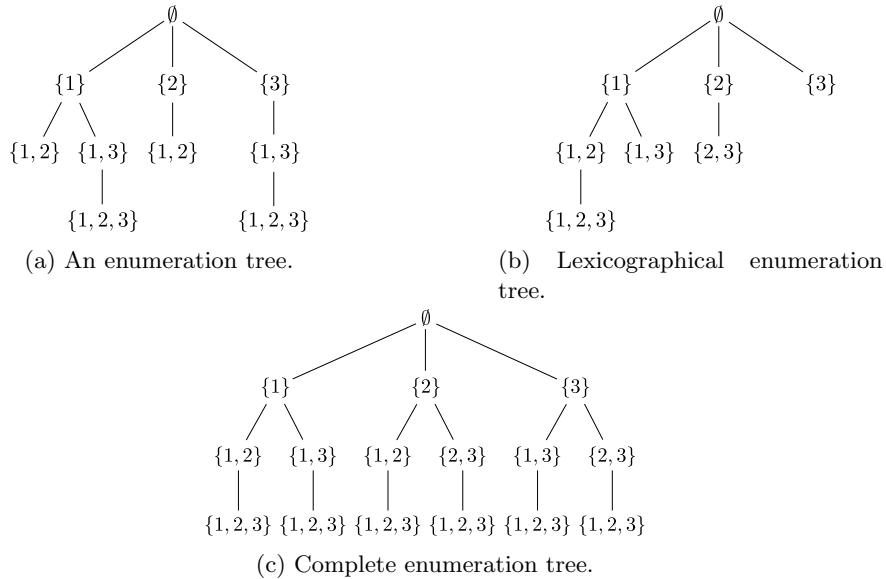 ∅ ∅
{1} {2} {3} {1} {2} {3}
{1, 2} {1, 3} {1, 2} {1, 3} {1, 2} {1, 3} {2, 3}
{1, 2, 3} {1, 2, 3} {1, 2, 3}
(a) An enumeration tree.
(b) Lexicographical enumeration
tree.
∅
{1} {2} {3}
{1, 2} {1, 3} {1, 2} {2, 3} {1, 3} {2, 3}
{1, 2, 3} {1, 2, 3} {1, 2, 3} {1, 2, 3} {1, 2, 3} {1, 2, 3}
(c) Complete enumeration tree.